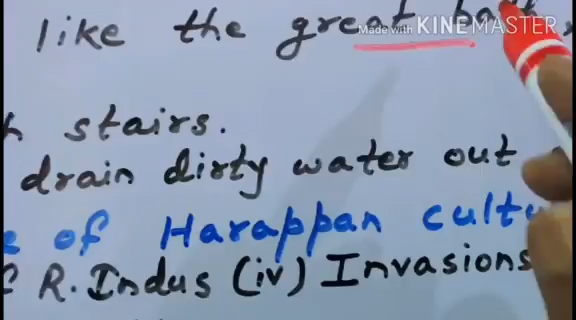 like the great
Made with KINEMASTER
stairs.
drain dirty water out
of Harappan
R. Indus (iv) Invasions